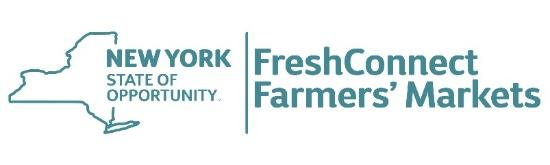 NEW YORK
STATE OF
OPPORTUNITY.
FreshConnect
Farmers' Markets